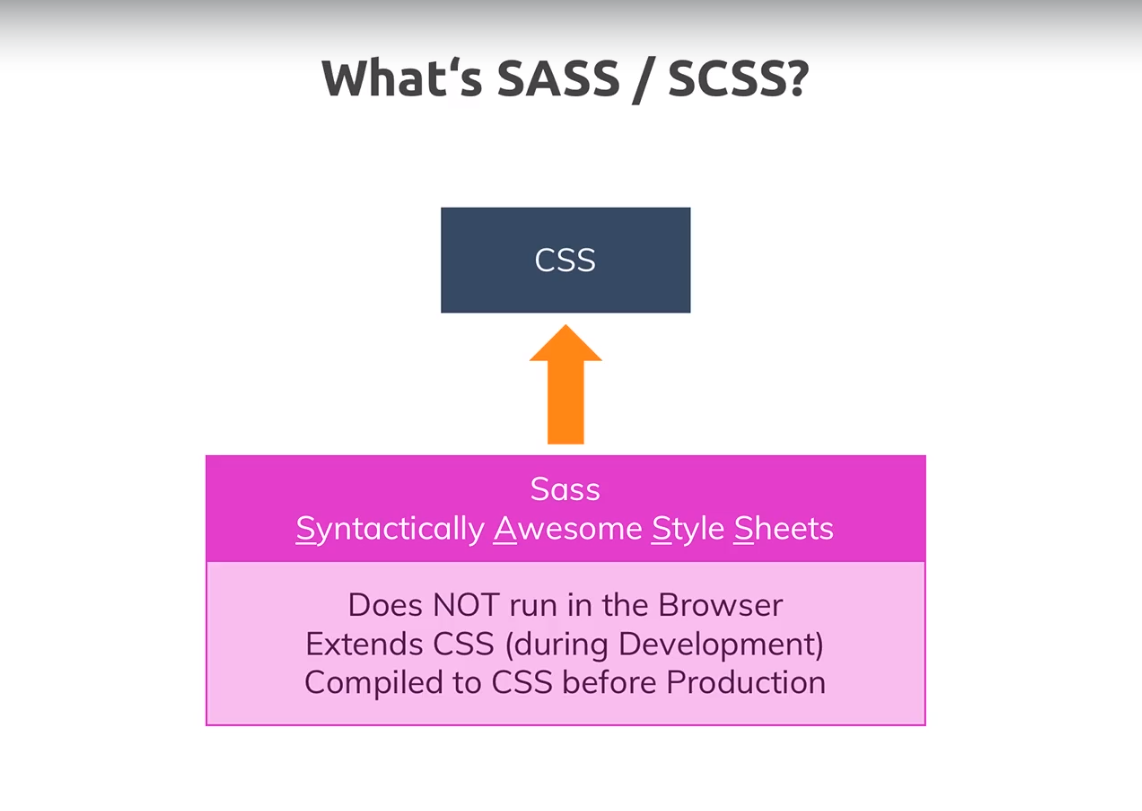 What‘s SASS / SCSS?
CSS
Sass
Syntactically Awesome Style Sheets
Does NOT run in the Browser
Extends CSS (during Development)
Compiled to CSS before Production